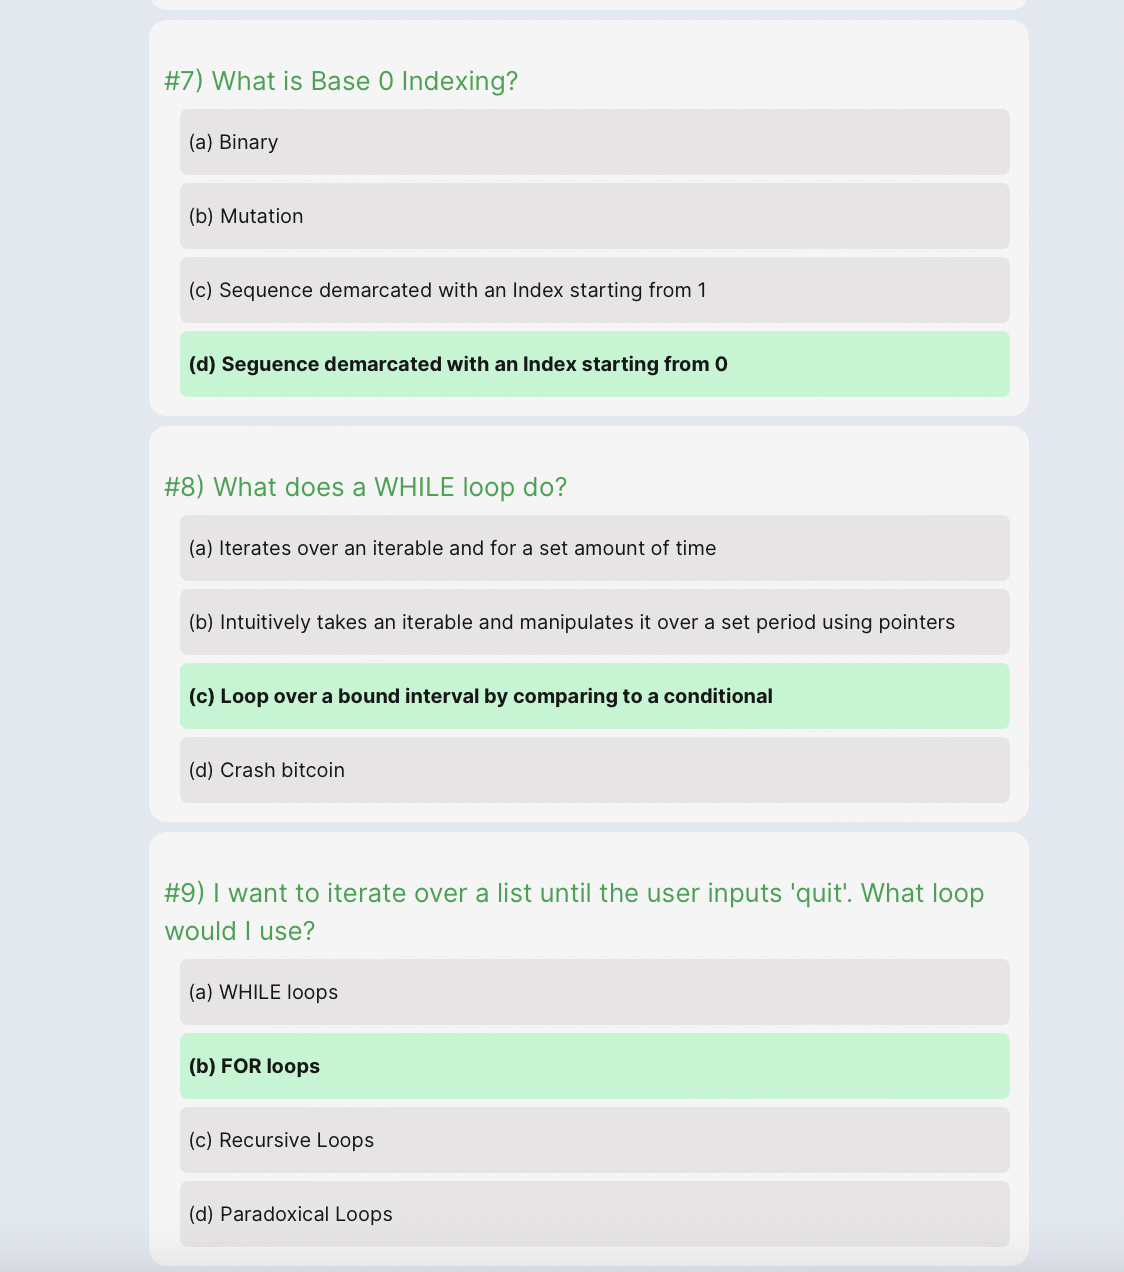 #7) What is Base 0 Indexing?
(a) Binary
(b) Mutation
(c) Sequence demarcated with an Index starting from 1
(d) Seguence demarcated with an Index starting from 0
#8) What does a WHILE loop do?
(a) Iterates over an iterable and for a set amount of time
(b) Intuitively takes an iterable and manipulates it over a set period using pointers
(c) Loop over a bound interval by comparing to a conditional
(d) Crash bitcoin
#9) I want to iterate over a list until the user inputs 'quit'. What loop
would I use?
(a) WHILE loops
(b) FOR loops
(c) Recursive Loops
(d) Paradoxical Loops